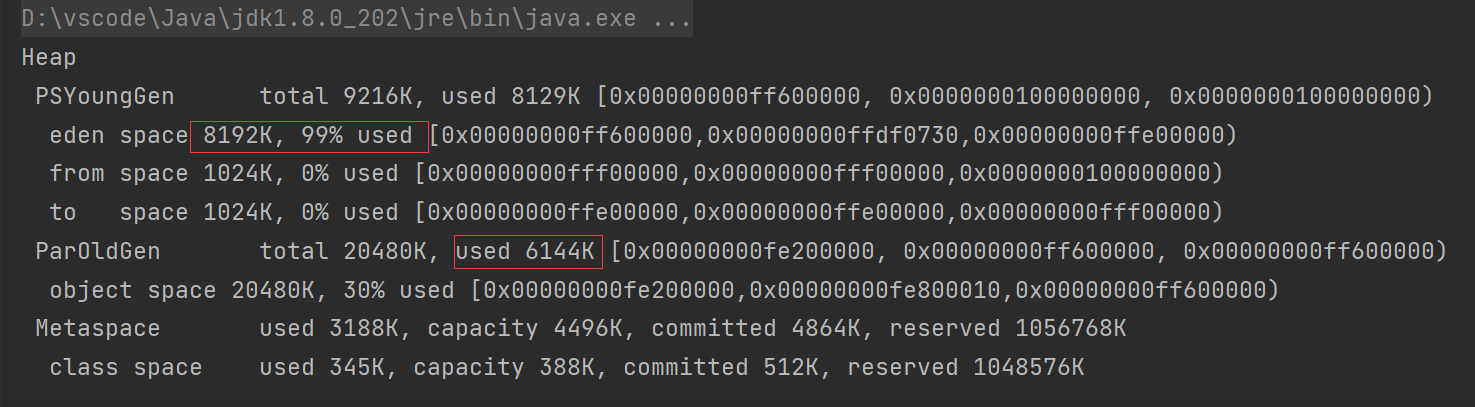 D:\vscode\Java\jdk1.8.0_202\jre\bin\java.exe ...
Heap
 PSYoungGen      total 9216K, used 8129K [0x00000000ff600000, 0x0000000100000000, 0x0000000100000000)
  eden space 8192K, 99% used [0x00000000ff600000,0x00000000ffdf0730,0x00000000ffe00000)
  from space 1024K, 0% used [0x00000000fff00000,0x00000000fff00000,0x0000000100000000)
  to   space 1024K, 0% used [0x00000000ffe00000,0x00000000ffe00000,0x00000000fff00000)
 ParOldGen       total 20480K, used 6144K [0x00000000fe200000, 0x00000000ff600000, 0x00000000ff600000)
  object space 20480K, 30% used [0x00000000fe200000,0x00000000fe800010,0x00000000ff600000)
 Metaspace       used 3188K, capacity 4496K, committed 4864K, reserved 1056768K
  class space    used 345K, capacity 388K, committed 512K, reserved 1048576K